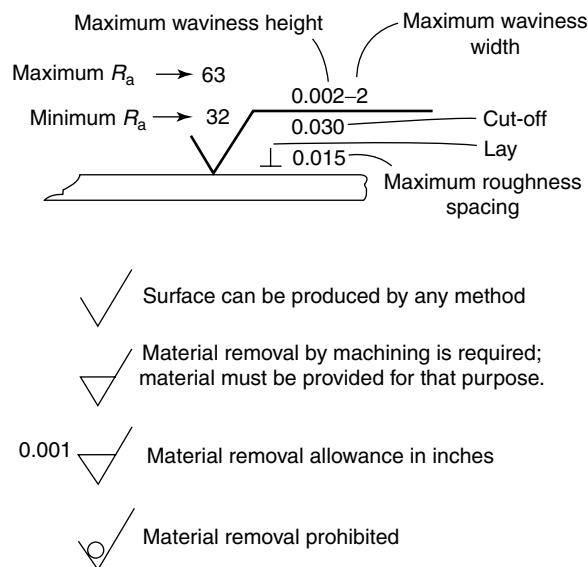 Maximum waviness height
Maximum waviness
width
Maximum Ra → 63
0.002–2
Minimum Ra → 32
0.030
Cut-off
Lay
⊥ 0.015
Maximum roughness
spacing
Surface can be produced by any method
Material removal by machining is required;
material must be provided for that purpose.
0.001
Material removal allowance in inches
Material removal prohibited